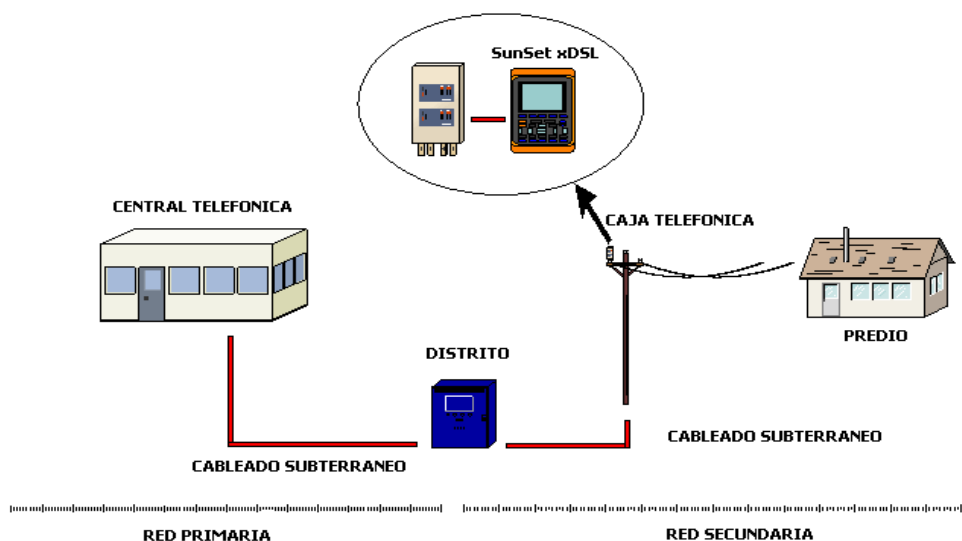 SunSet xDSL
CENTRAL TELEFONICA
CAJA TELEFONICA
DISTRITO
PREDIO
CABLEADO SUBTERRANEO
CABLEADO SUBTERRANEO
RED PRIMARIA
RED SECUNDARIA